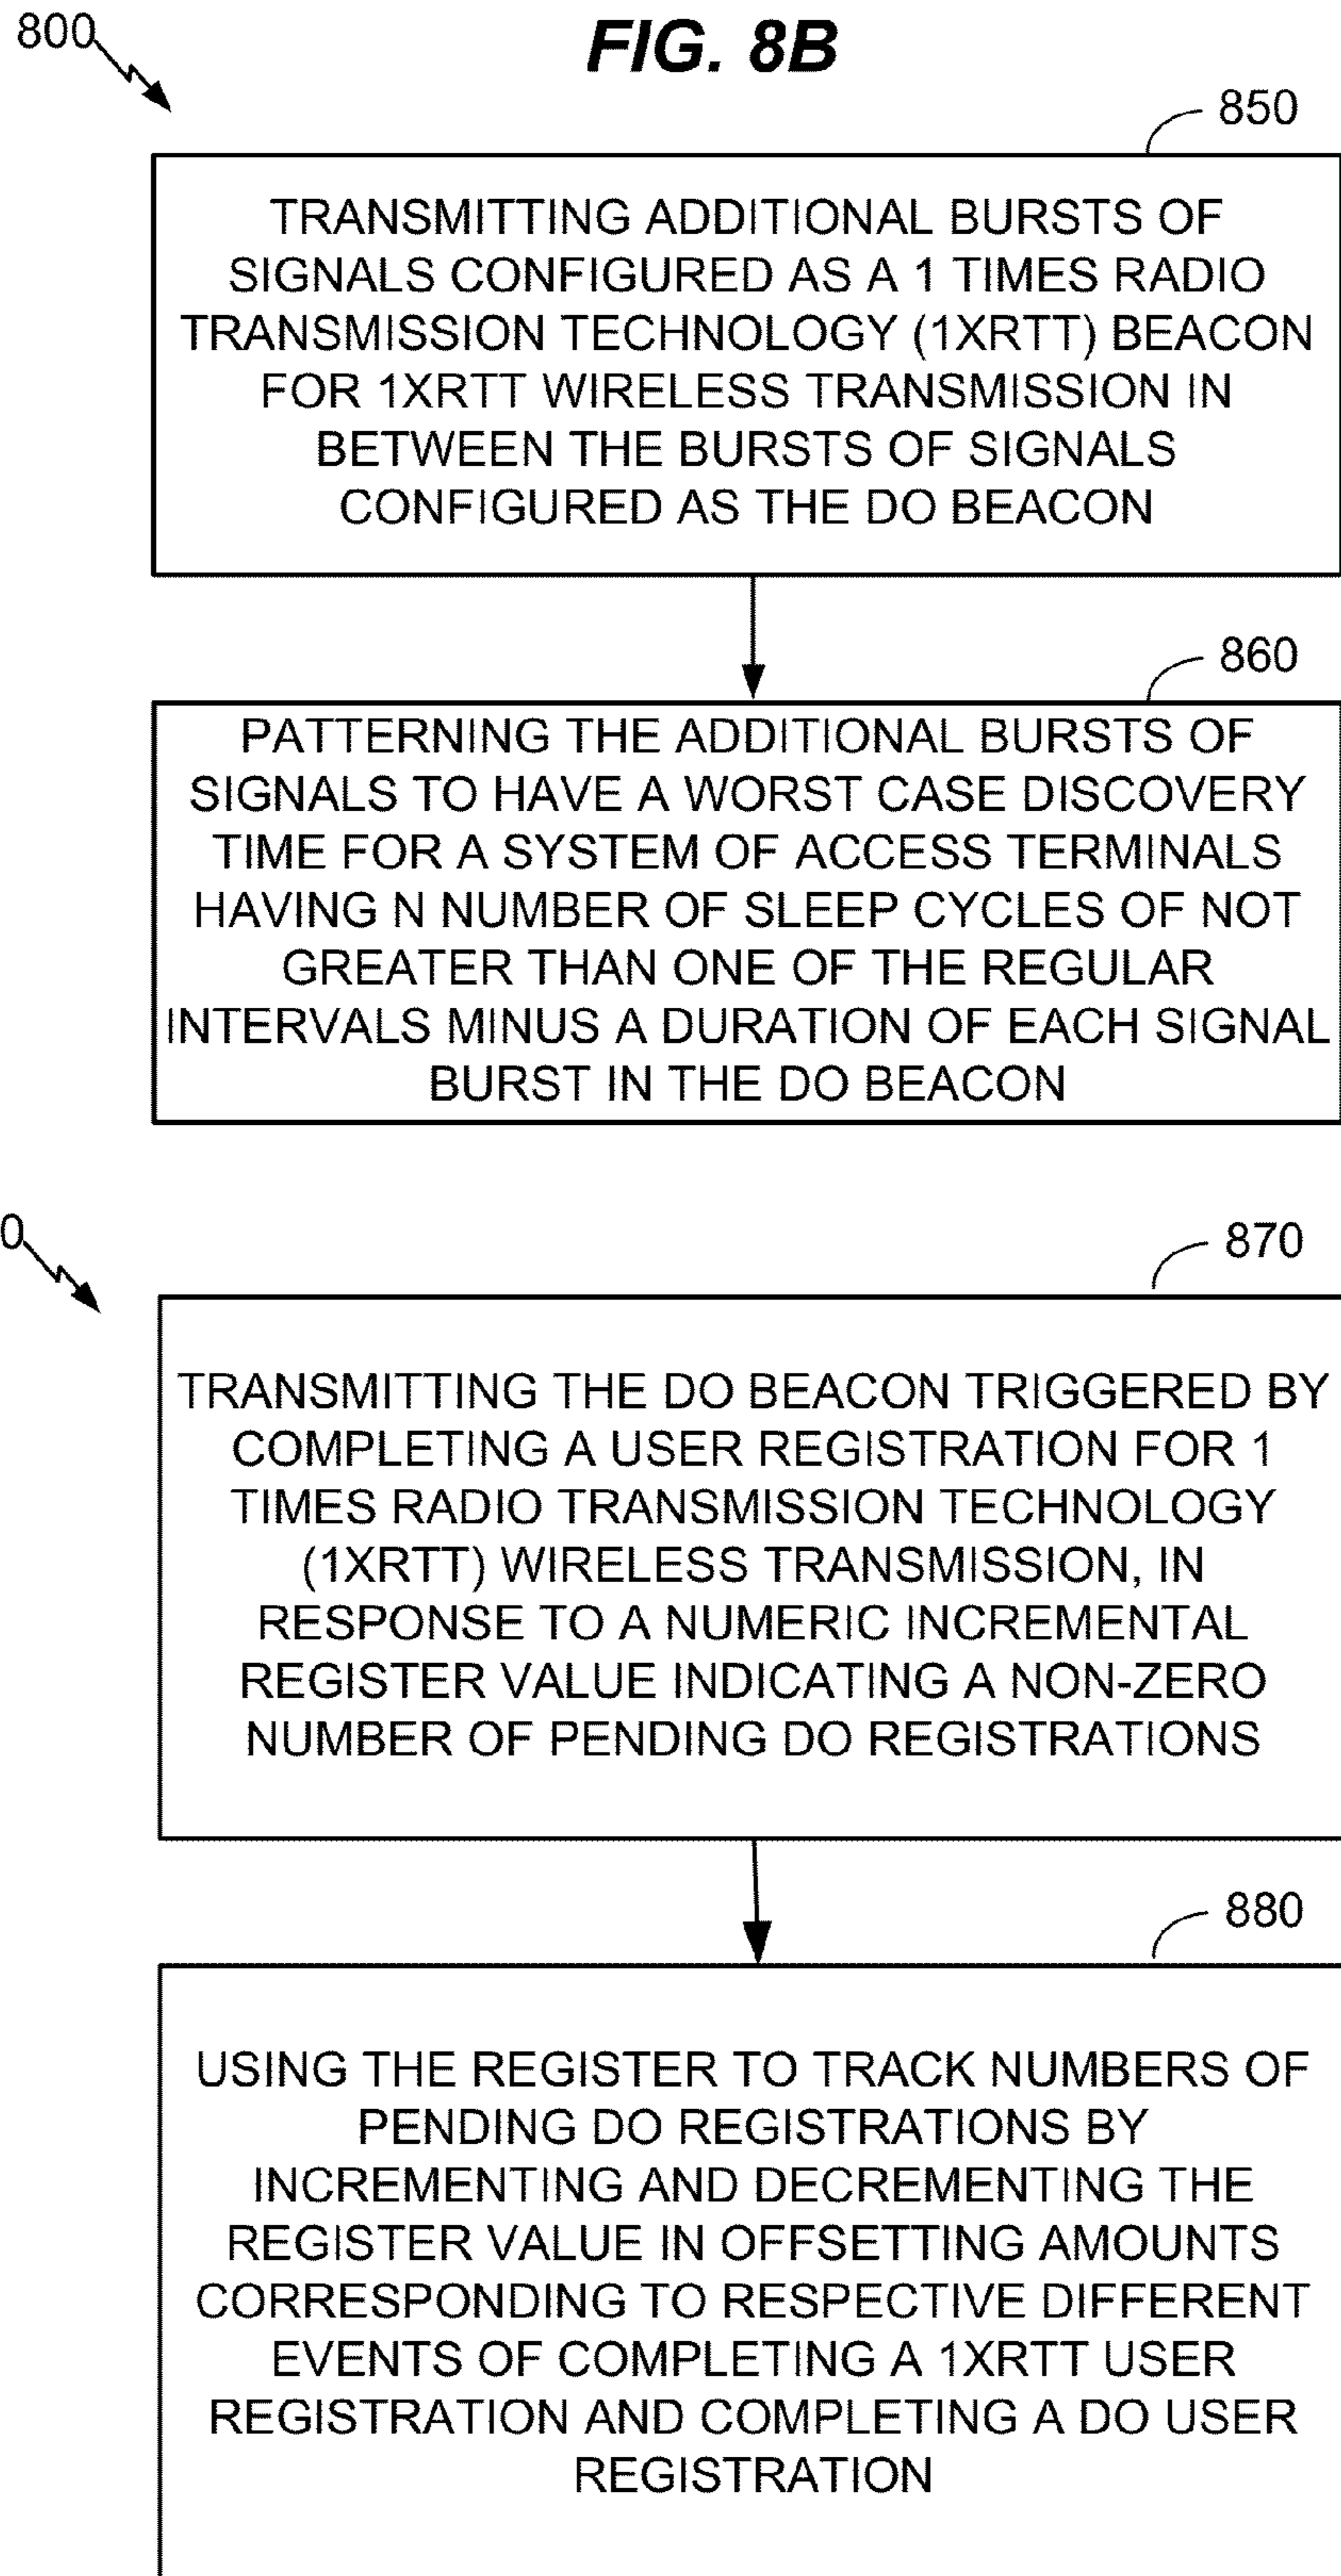 800
FIG. 8B
850
TRANSMITTING ADDITIONAL BURSTS OF
SIGNALS CONFIGURED AS A 1 TIMES RADIO
TRANSMISSION TECHNOLOGY (1XRTT) BEACON
FOR 1XRTT WIRELESS TRANSMISSION IN
BETWEEN THE BURSTS OF SIGNALS
CONFIGURED AS THE DO BEACON
860
PATTERNING THE ADDITIONAL BURSTS OF
SIGNALS TO HAVE A WORST CASE DISCOVERY
TIME FOR A SYSTEM OF ACCESS TERMINALS
HAVING N NUMBER OF SLEEP CYCLES OF NOT
GREATER THAN ONE OF THE REGULAR
INTERVALS MINUS A DURATION OF EACH SIGNAL
BURST IN THE DO BEACON
0
870
TRANSMITTING THE DO BEACON TRIGGERED BY
COMPLETING A USER REGISTRATION FOR 1
TIMES RADIO TRANSMISSION TECHNOLOGY
(1XRTT) WIRELESS TRANSMISSION, IN
RESPONSE TO A NUMERIC INCREMENTAL
REGISTER VALUE INDICATING A NON-ZERO
NUMBER OF PENDING DO REGISTRATIONS
880
USING THE REGISTER TO TRACK NUMBERS OF
PENDING DO REGISTRATIONS BY
INCREMENTING AND DECREMENTING THE
REGISTER VALUE IN OFFSETTING AMOUNTS
CORRESPONDING TO RESPECTIVE DIFFERENT
EVENTS OF COMPLETING A 1XRTT USER
REGISTRATION AND COMPLETING A DO USER
REGISTRATION